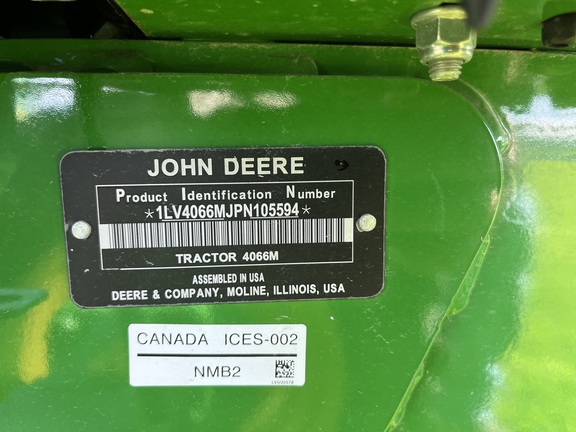 JOHN DEERE
Product Identification Number
*1LV4066MJPN105594*
TRACTOR 4066M
ASSEMBLED IN USA
DEERE & COMPANY, MOLINE, ILLINOIS, USA
CANADA ICES-002
NMB2